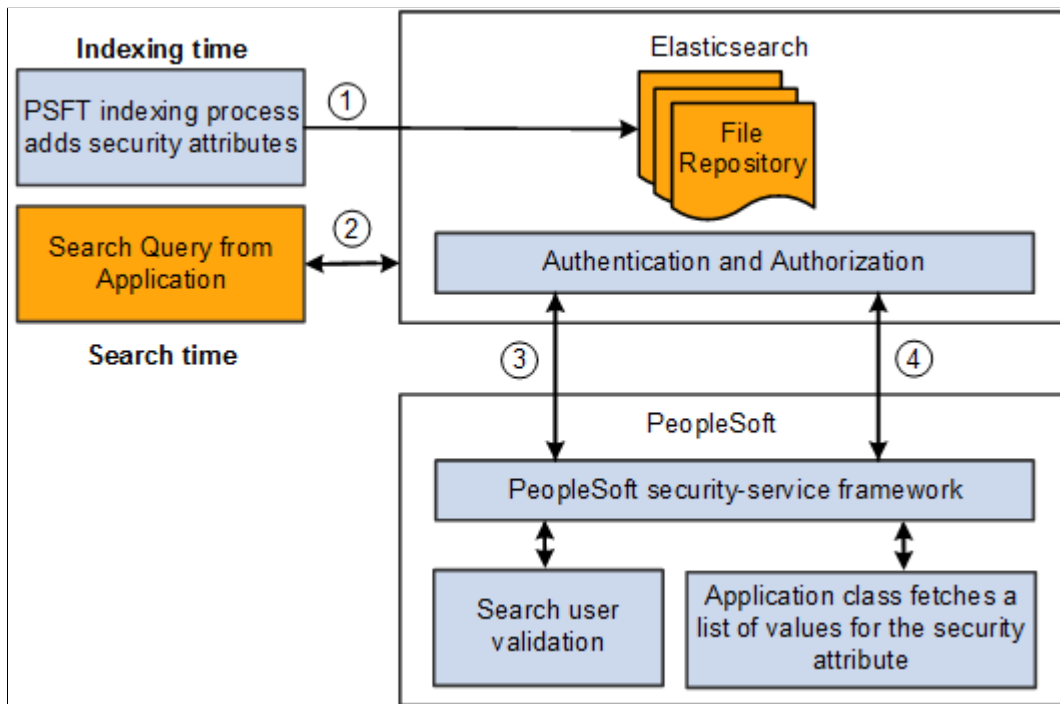 Indexing time
PSFT indexing process
adds security attributes
1
Elasticsearch
File
Repository
Search Query from
Application
2
Search time
Authentication and Authorization
3
4
PeopleSoft
PeopleSoft security-service framework
Search user
validation
Application class fetches a
list of values for the security
attribute